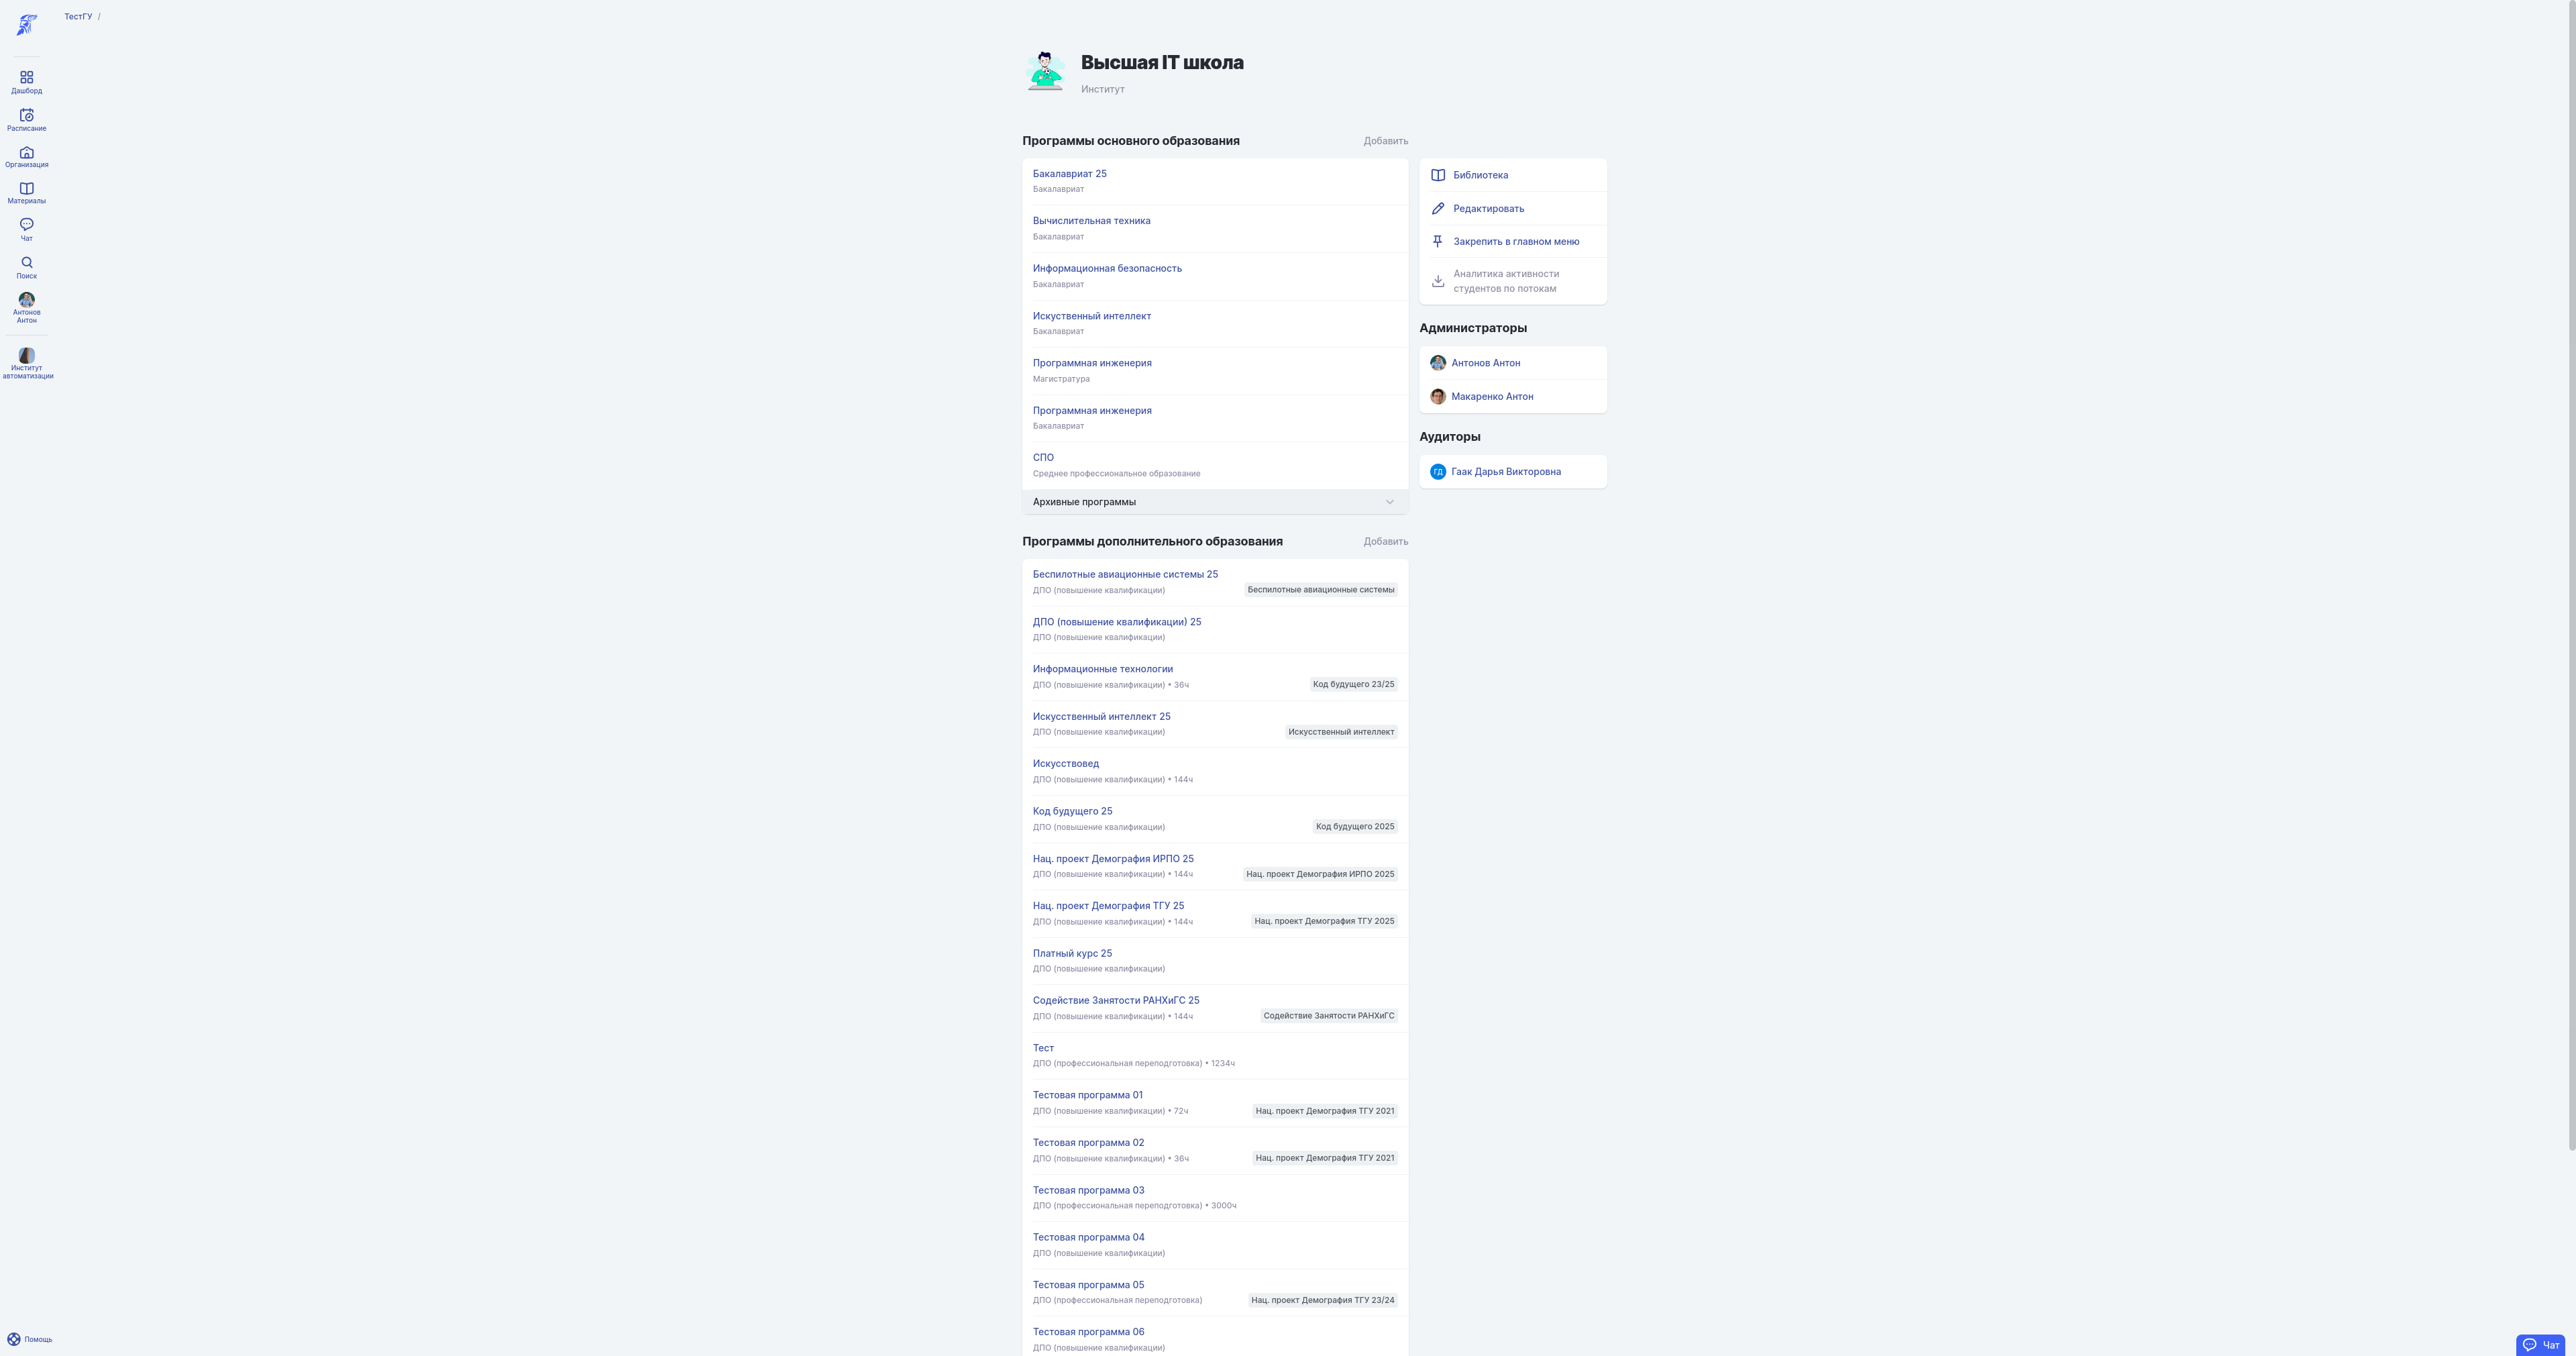 ТестГУ /
Дашборд
Расписание
Организация
Материалы
Чат
Поиск
Антонов
Антон
Институт
автоматизации
Помощь
Высшая IT школа
Институт
Программы основного образования
Добавить
Бакалавриат 25
Бакалавриат
Вычислительная техника
Бакалавриат
Информационная безопасность
Бакалавриат
Искуственный интеллект
Бакалавриат
Программная инженерия
Магистратура
Программная инженерия
Бакалавриат
СПО
Среднее профессиональное образование
Архивные программы
Программы дополнительного образования
Добавить
Беспилотные авиационные системы 25
ДПО (повышение квалификации)
Беспилотные авиационные системы
ДПО (повышение квалификации) 25
ДПО (повышение квалификации)
Информационные технологии
ДПО (повышение квалификации) • 36ч
Код будущего 23/25
Искусственный интеллект 25
ДПО (повышение квалификации)
Искусственный интеллект
Искусствовед
ДПО (повышение квалификации) • 144ч
Код будущего 25
ДПО (повышение квалификации)
Код будущего 2025
Нац. проект Демография ИРПО 25
ДПО (повышение квалификации) • 144ч
Нац. проект Демография ИРПО 2025
Нац. проект Демография ТГУ 25
ДПО (повышение квалификации) • 144ч
Нац. проект Демография ТГУ 2025
Платный курс 25
ДПО (повышение квалификации)
Содействие Занятости РАНХиГС 25
ДПО (повышение квалификации) • 144ч
Содействие Занятости РАНХиГС
Тест
ДПО (профессиональная переподготовка) • 1234ч
Тестовая программа 01
ДПО (повышение квалификации) • 72ч
Нац. проект Демография ТГУ 2021
Тестовая программа 02
ДПО (повышение квалификации) • 36ч
Нац. проект Демография ТГУ 2021
Тестовая программа 03
ДПО (профессиональная переподготовка) • 3000ч
Тестовая программа 04
ДПО (повышение квалификации)
Тестовая программа 05
ДПО (профессиональная переподготовка)
Нац. проект Демография ТГУ 23/24
Тестовая программа 06
ДПО (повышение квалификации)
Библиотека
Редактировать
Закрепить в главном меню
Аналитика активности
студентов по потокам
Администраторы
Антонов Антон
Макаренко Антон
Аудиторы
ГД
Гаак Дарья Викторовна
Чат